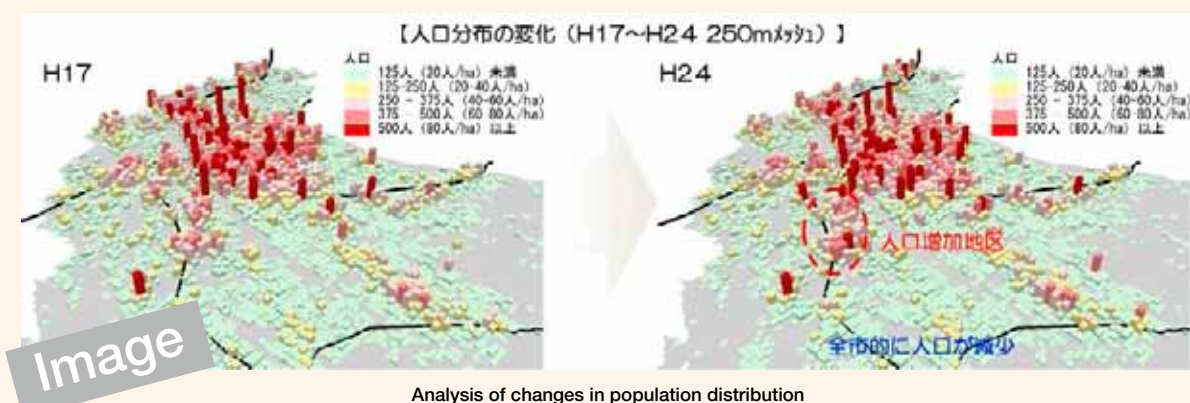 【人口分布の変化（H17～H24 250mメッシュ）】
H17
人口
125人（20人/ha）未満
125-250人（20-40人/ha）
250 - 375人（40-60人/ha）
375 - 500人（60-80人/ha）
500人（80人/ha）以上
H24
人口
125人（20人/ha）未満
125-250人（20-40人/ha）
250 - 375人（40-60人/ha）
375 - 500人（60-80人/ha）
500人（80人/ha）以上
人口増加地区
全市的に人口が減少
Image
Analysis of changes in population distribution